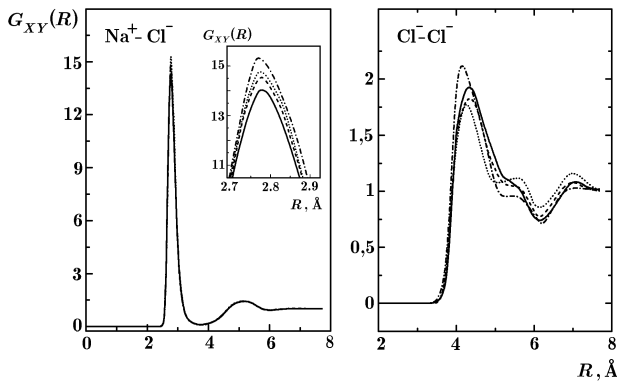 G_XY(R)
Na⁺–Cl⁻
G_XY(R)
15
13
11
2.7 2.8 2.9
R, Å
15
12
9
6
3
0
0 2 4 6 8
Cl⁻–Cl⁻
2
1,5
1
0,5
0
2 4 6 8
R, Å